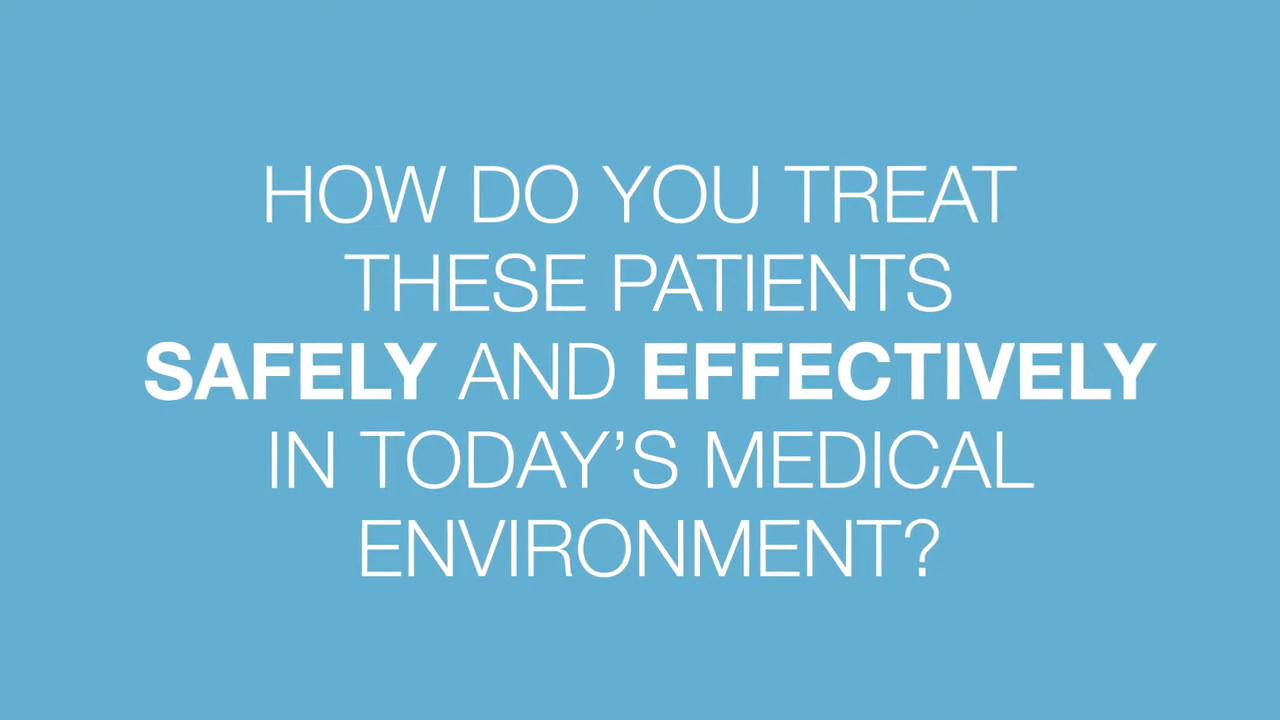 HOW DO YOU TREAT
THESE PATIENTS
SAFELY AND EFFECTIVELY
IN TODAY’S MEDICAL
ENVIRONMENT?